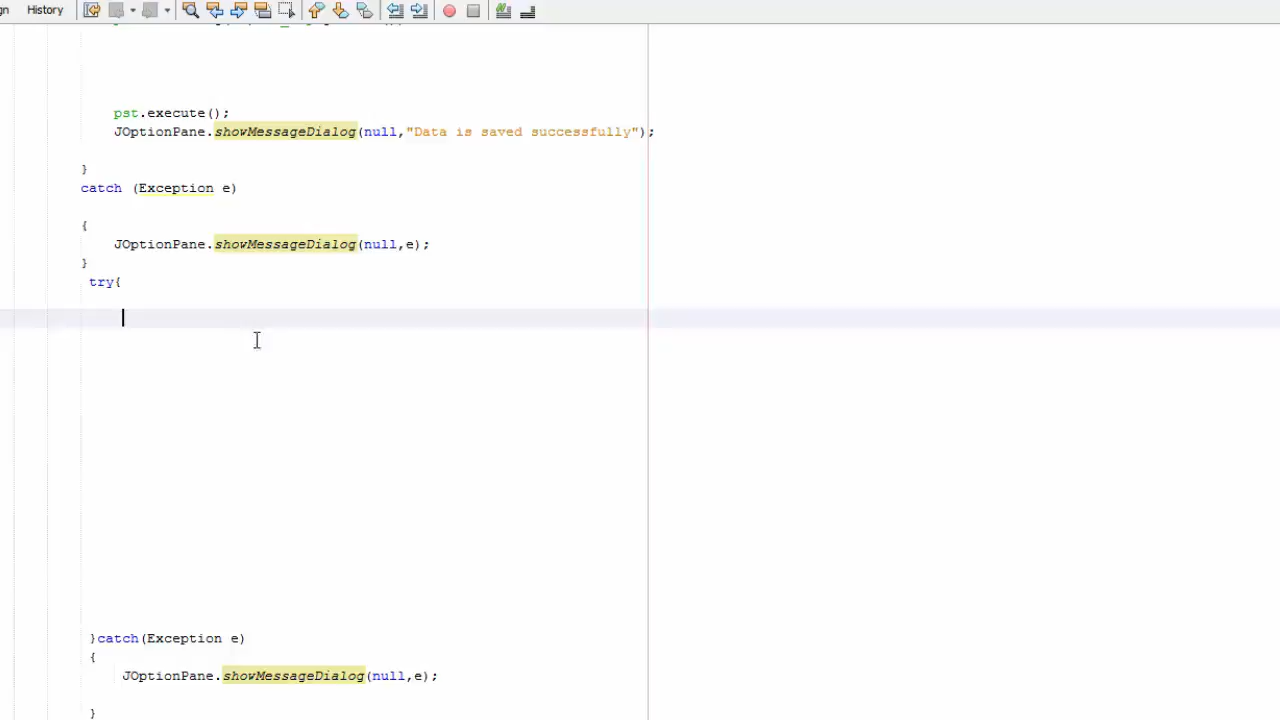 History
pst.execute();
JOptionPane.showMessageDialog(null,"Data is saved successfully");
}
catch (Exception e)
{
JOptionPane.showMessageDialog(null,e);
}
try{
}catch(Exception e)
{
JOptionPane.showMessageDialog(null,e);
}